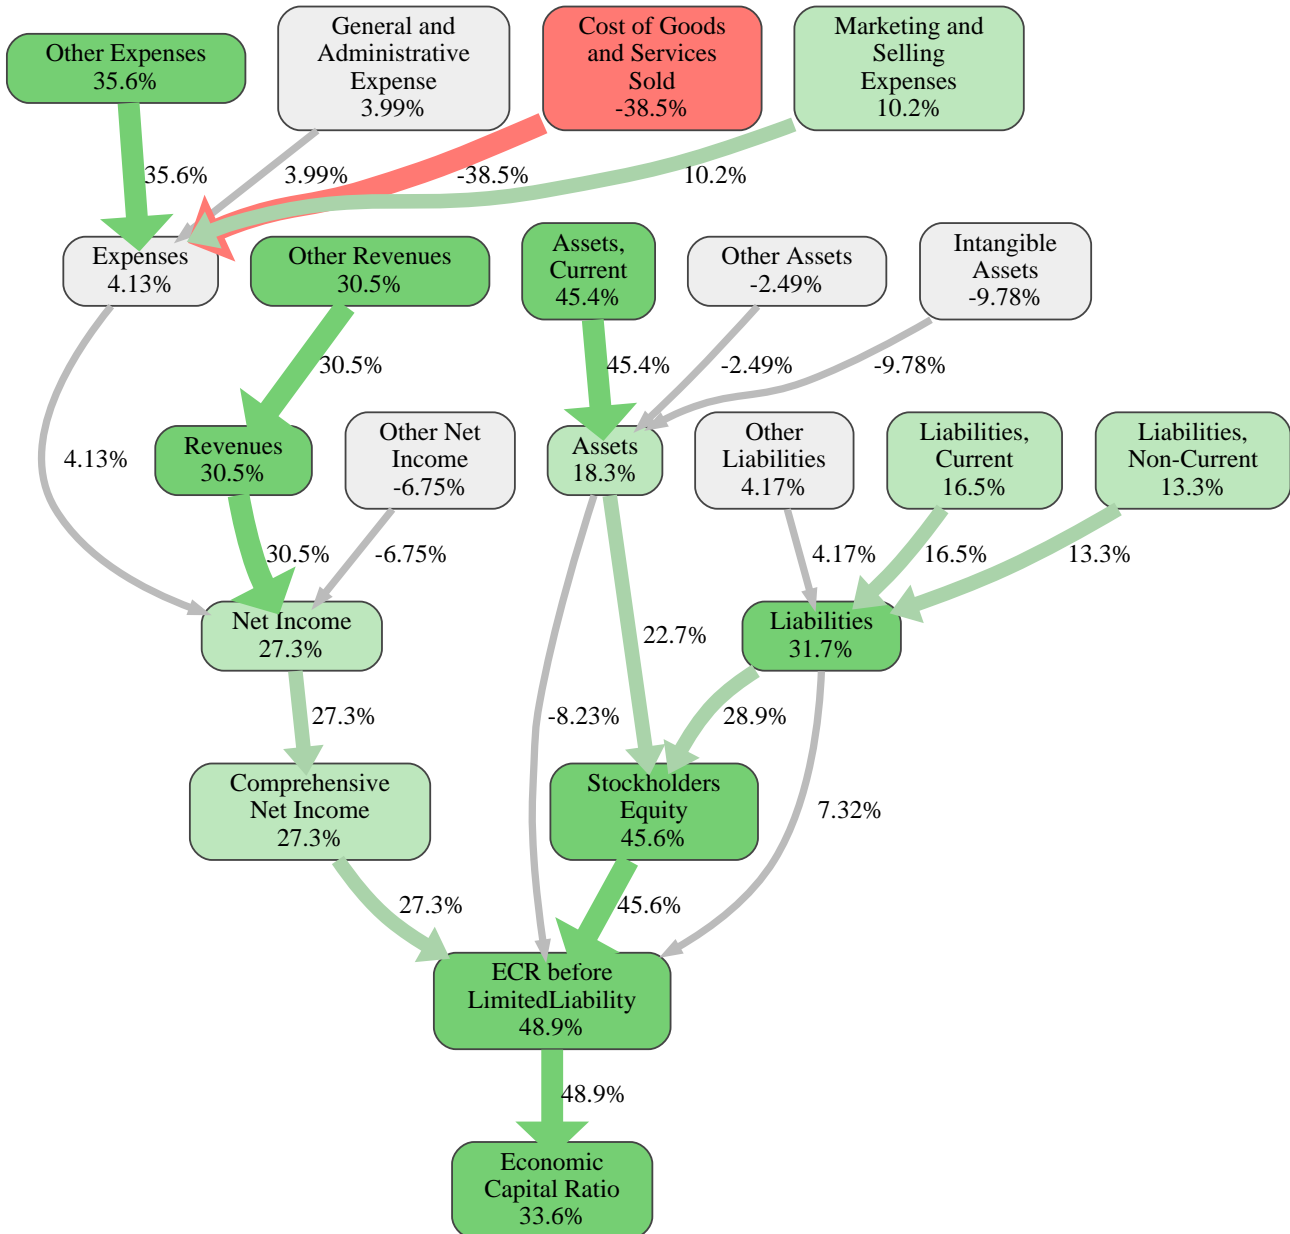 Other Expenses
35.6%
General and
Administrative
Expense
3.99%
Cost of Goods
and Services
Sold
-38.5%
Marketing and
Selling
Expenses
10.2%
35.6%
3.99%
-38.5%
10.2%
Expenses
4.13%
Other Revenues
30.5%
Assets,
Current
45.4%
Other Assets
-2.49%
Intangible
Assets
-9.78%
30.5%
45.4%
-2.49%
-9.78%
4.13%
Revenues
30.5%
Other Net
Income
-6.75%
Assets
18.3%
Other
Liabilities
4.17%
Liabilities,
Current
16.5%
Liabilities,
Non-Current
13.3%
30.5%
-6.75%
4.17%
16.5%
13.3%
Net Income
27.3%
22.7%
Liabilities
31.7%
27.3%
-8.23%
28.9%
Comprehensive
Net Income
27.3%
Stockholders
Equity
45.6%
7.32%
27.3%
45.6%
ECR before
LimitedLiability
48.9%
48.9%
Economic
Capital Ratio
33.6%